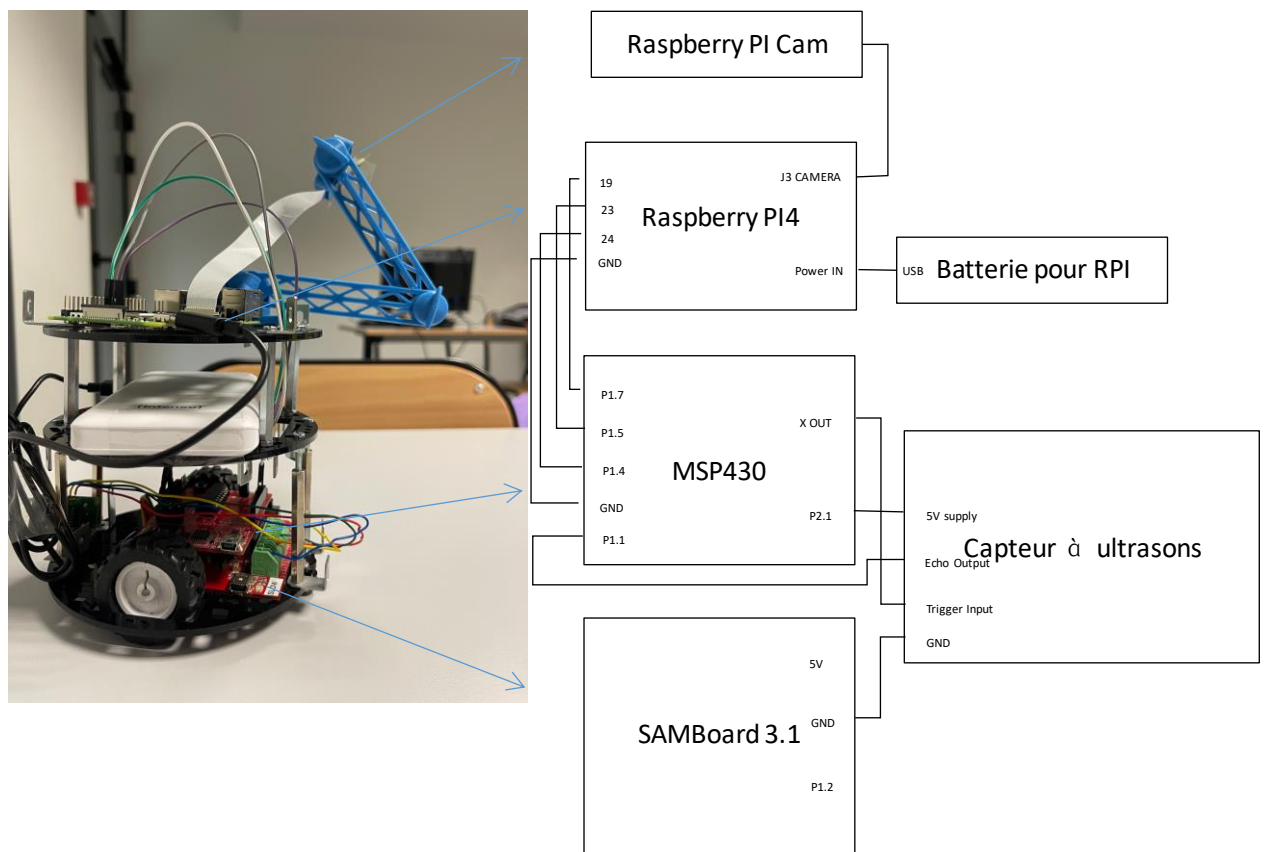 Raspberry PI Cam
19
J3 CAMERA
23
Raspberry PI4
24
GND
Power IN
USB
Batterie pour RPI
P1.7
X OUT
P1.5
P1.4
MSP430
GND
P2.1
P1.1
5V supply
Capteur à ultrasons
Echo Output
Trigger Input
GND
5V
GND
SAMBoard 3.1
P1.2